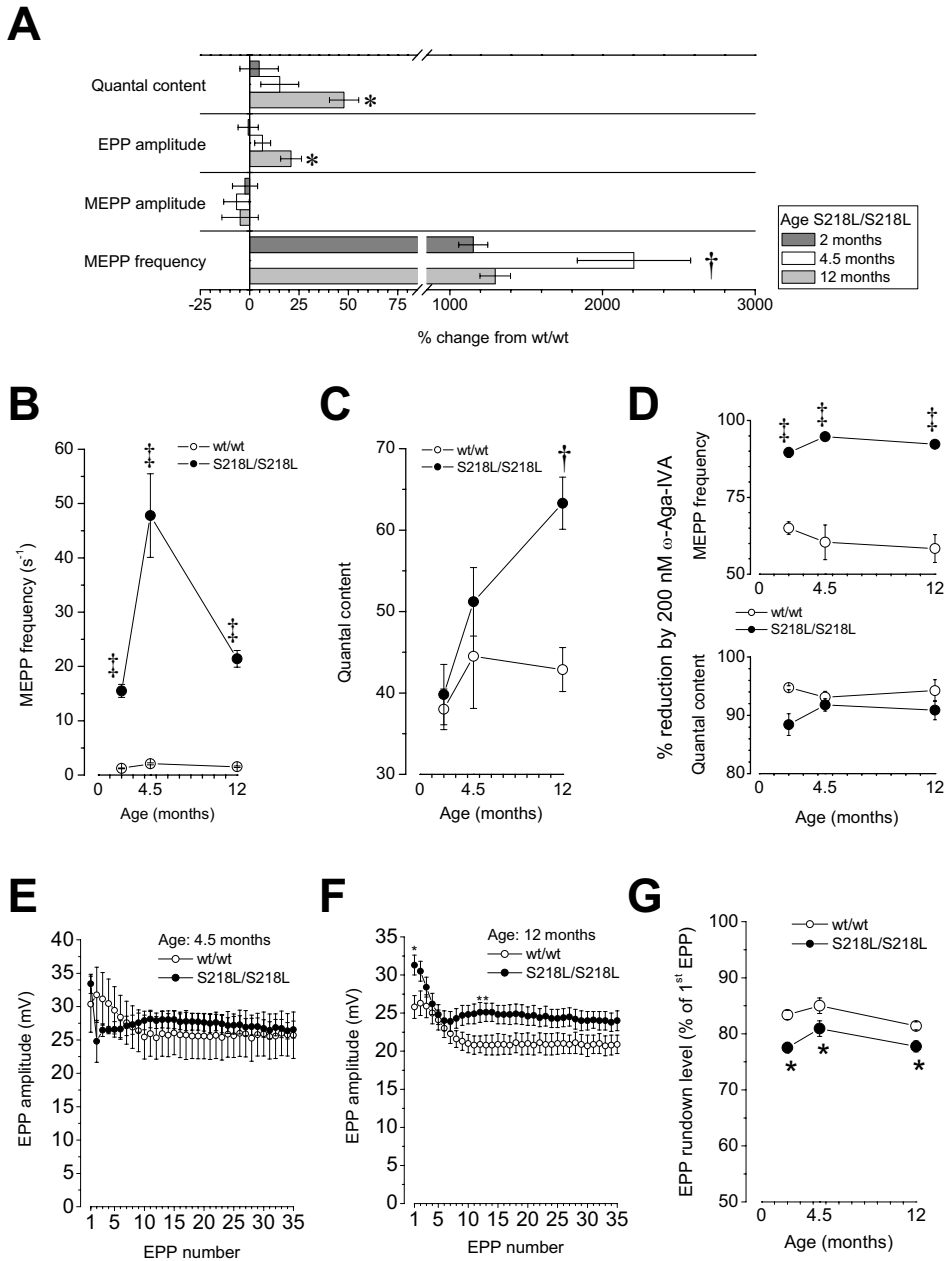 A
Quantal content
*
EPP amplitude
*
MEPP amplitude
MEPP frequency
†
-25 0 25 50 75 1000 2000 3000
% change from wt/wt
Age S218L/S218L
2 months
4.5 months
12 months
B
MEPP frequency (s-1)
60
50
40
30
20
10
0
wt/wt
S218L/S218L
‡
‡
‡
0 4.5 12
Age (months)
C
Quantal content
70
60
50
40
30
wt/wt
S218L/S218L
†
0 4.5 12
Age (months)
D
% reduction by 200 nM ω-Aga-IVA
MEPP frequency
100
75
50
‡ ‡ ‡
0 4.5 12
wt/wt
S218L/S218L
Quantal content
100
90
80
0 4.5 12
Age (months)
E
EPP amplitude (mV)
40
35
30
25
20
15
10
5
0
Age: 4.5 months
wt/wt
S218L/S218L
1 5 10 15 20 25 30 35
EPP number
F
EPP amplitude (mV)
35
30
25
20
15
10
5
0
Age: 12 months
wt/wt
S218L/S218L
*
**
1 5 10 15 20 25 30 35
EPP number
G
EPP rundown level (% of 1st EPP)
100
90
80
70
60
50
wt/wt
S218L/S218L
* * *
0 4.5 12
Age (months)